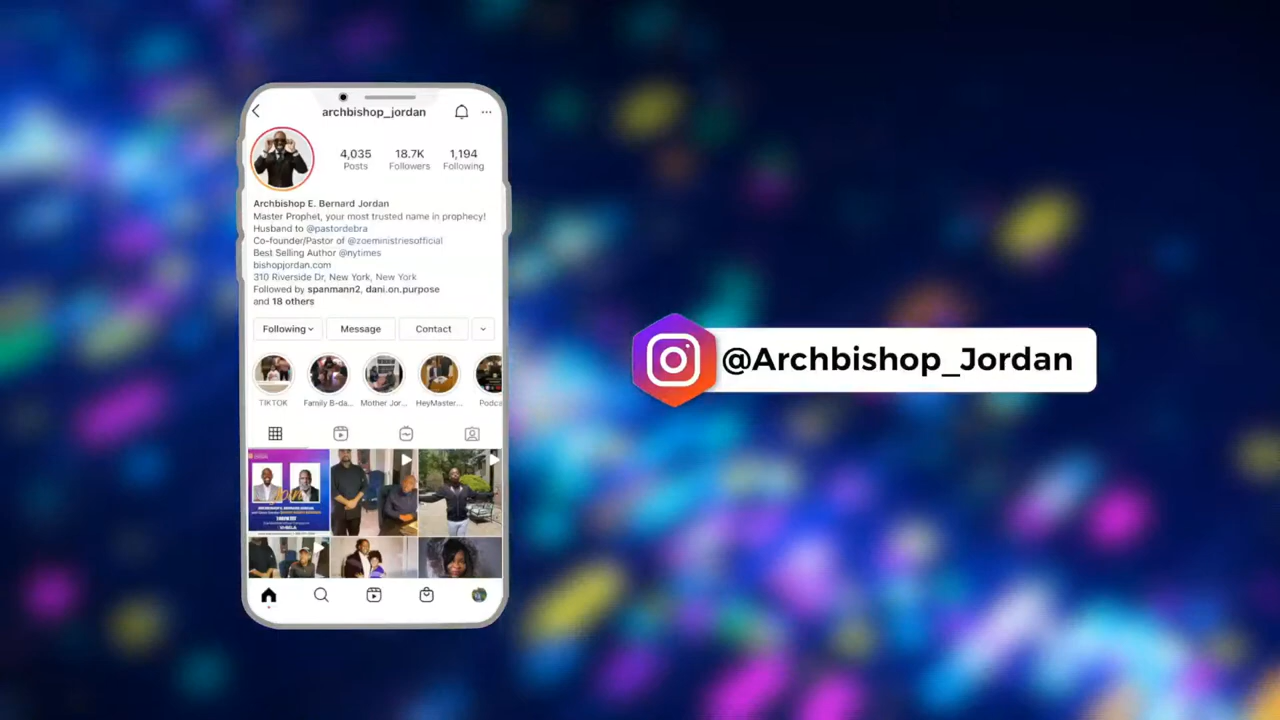 archbishop_jordan
4,035 18.7K 1,194
Posts Followers Following
Archbishop E. Bernard Jordan
Master Prophet, your most trusted name in prophecy!
Husband to @pastordebra
Co-founder/Pastor of @zoeministriesofficial
Best Selling Author @nytimes
bishopjordan.com
310 Riverside Dr, New York, New York
Followed by spanmann2, dani.on.purpose
and 18 others
Following Message Contact
TIKTOK Family B-da... Mother Jor... HeyMaster... Podca
@Archbishop_Jordan